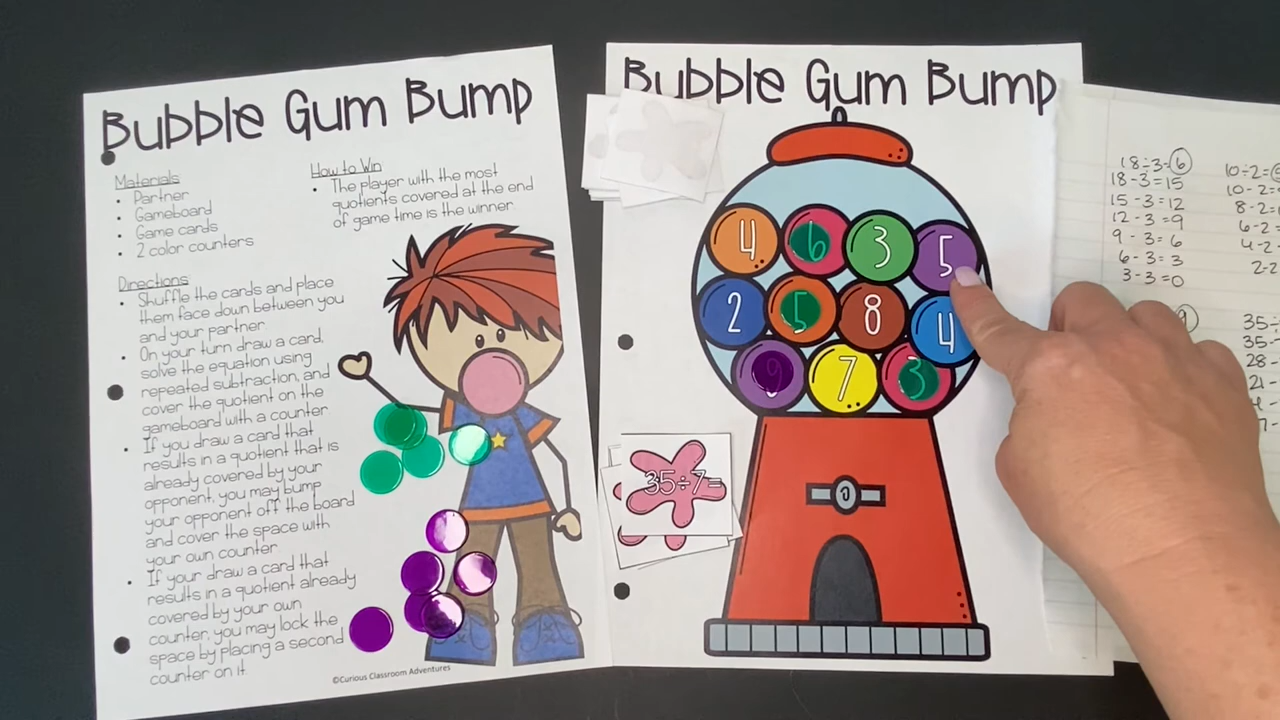 Bubble Gum Bump
Materials
• Partner
• Gameboard
• Game cards
• 2 color counters
How to Win
• The player with the most
quotients covered at the end
of game time is the winner.
Directions
• Shuffle the cards and place
them face down between you
and your partner.
• On your turn draw a card,
solve the equation using
repeated subtraction, and
cover the quotient on the
gameboard with a counter
• If you draw a card that
results in a quotient that is
already covered by your
opponent, you may bump
your opponent off the board
and cover the space with
your own counter
• If your draw a card that
results in a quotient already
covered by your own
counter, you may lock the
space by placing a second
counter on it.
©Curious Classroom Adventures
Bubble Gum Bump
4 6 3 5
2 5 8 4
9 7 3
35÷7=
18÷3=6
18-3=15
15-3=12
12-3=9
9-3=6
6-3=3
3-3=0
10÷2=
10-2=
8-2=
6-2=
4-2
2-2
35÷
35-
28-
21-